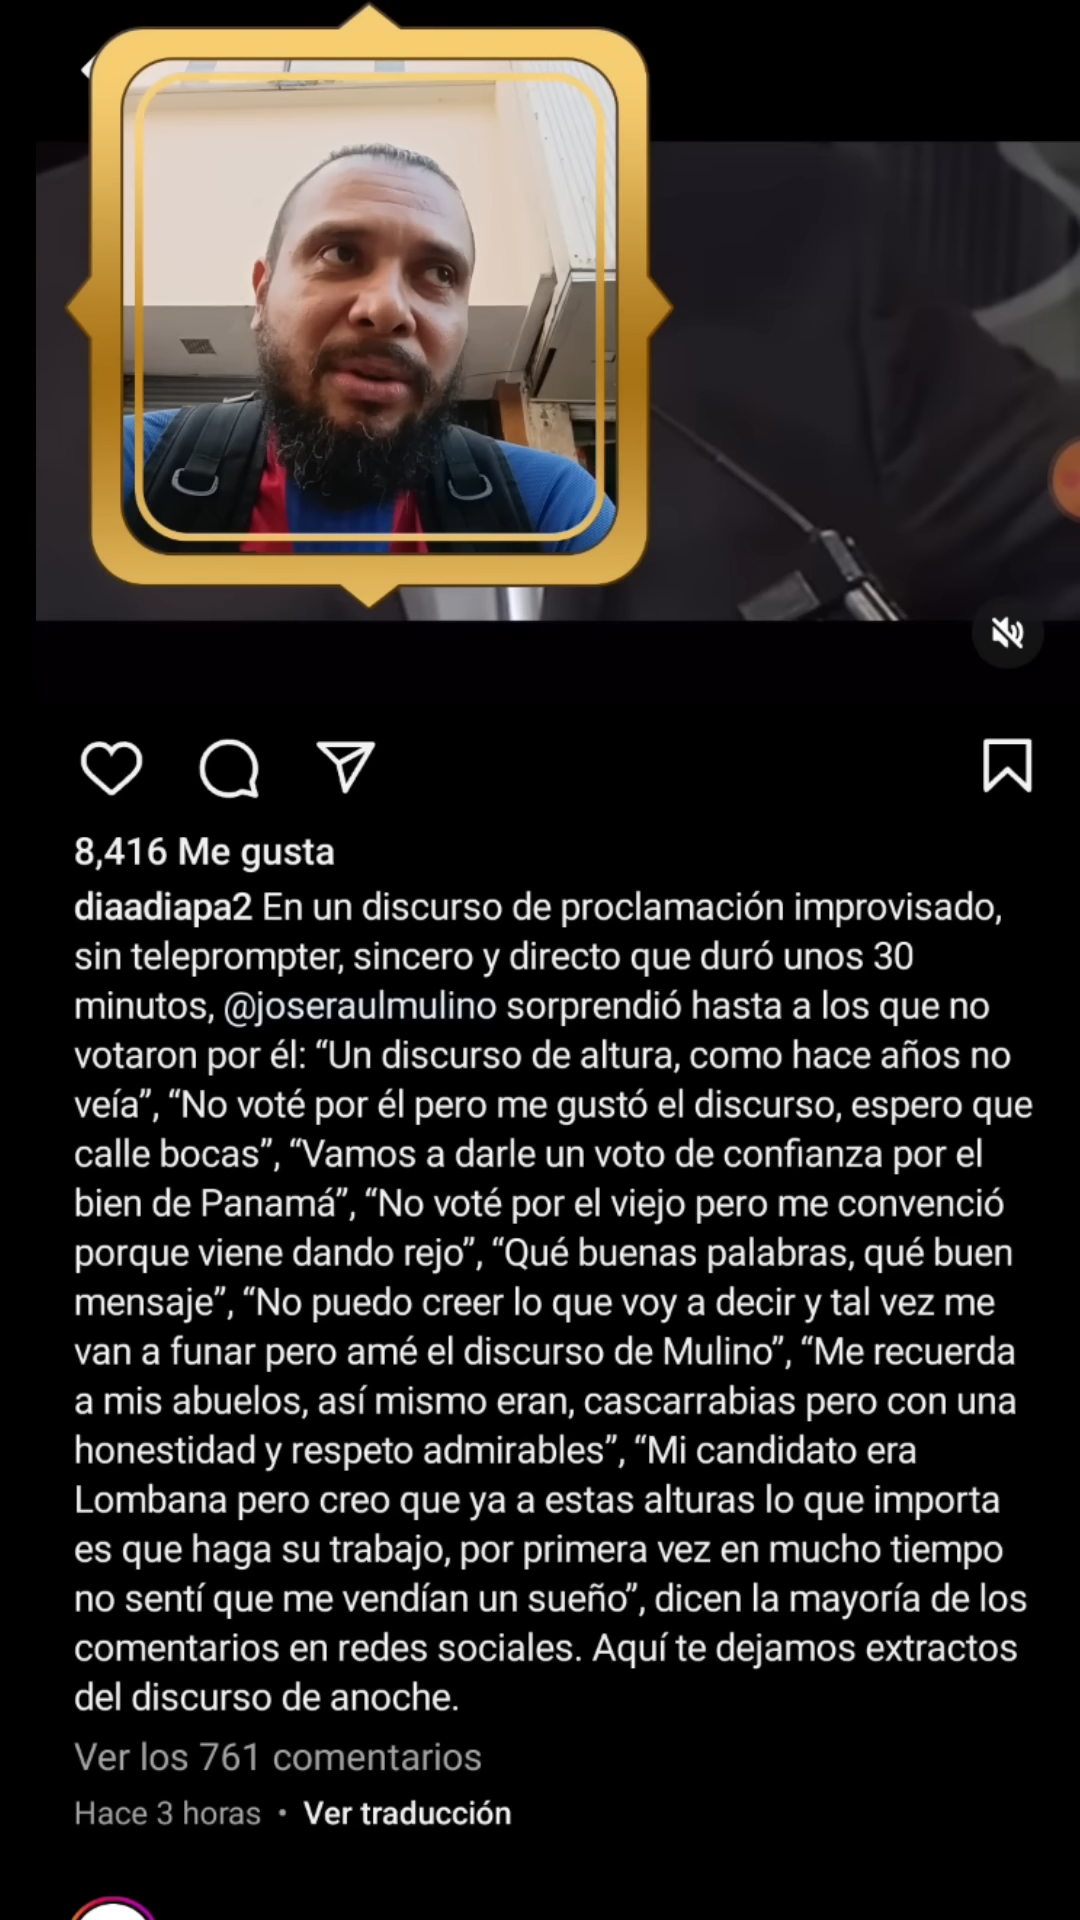 8,416 Me gusta
diaadiapa2 En un discurso de proclamación improvisado,
sin teleprompter, sincero y directo que duró unos 30
minutos, @joseraulmulino sorprendió hasta a los que no
votaron por él: “Un discurso de altura, como hace años no
veía”, “No voté por él pero me gustó el discurso, espero que
calle bocas”, “Vamos a darle un voto de confianza por el
bien de Panamá”, “No voté por el viejo pero me convenció
porque viene dando rejo”, “Qué buenas palabras, qué buen
mensaje”, “No puedo creer lo que voy a decir y tal vez me
van a funar pero amé el discurso de Mulino”, “Me recuerda
a mis abuelos, así mismo eran, cascarrabias pero con una
honestidad y respeto admirables”, “Mi candidato era
Lombana pero creo que ya a estas alturas lo que importa
es que haga su trabajo, por primera vez en mucho tiempo
no sentí que me vendían un sueño”, dicen la mayoría de los
comentarios en redes sociales. Aquí te dejamos extractos
del discurso de anoche.
Ver los 761 comentarios
Hace 3 horas • Ver traducción